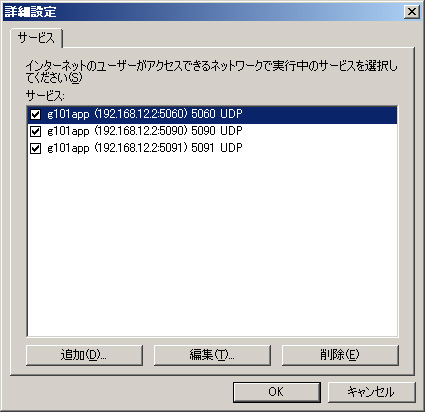 詳細設定
サービス
インターネットのユーザーがアクセスできるネットワークで実行中のサービスを選択し
てください(S)
サービス:
g101app (192.168.12.2:5060) 5060 UDP
g101app (192.168.12.2:5090) 5090 UDP
g101app (192.168.12.2:5091) 5091 UDP
追加(D)... 編集(T)... 削除(E)
OK キャンセル